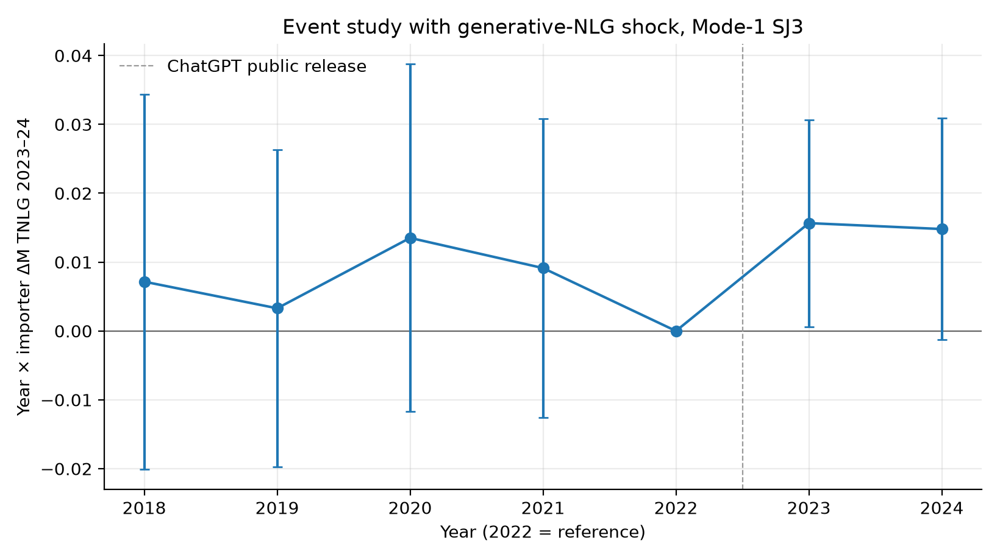 Event study with generative-NLG shock, Mode-1 SJ3
ChatGPT public release
Year × importer ΔM TNLG 2023–24
0.04
0.03
0.02
0.01
0.00
−0.01
−0.02
2018 2019 2020 2021 2022 2023 2024
Year (2022 = reference)